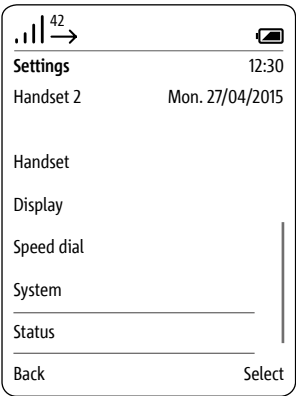 42
Settings 12:30
Handset 2 Mon. 27/04/2015
Handset
Display
Speed dial
System
Status
Back Select